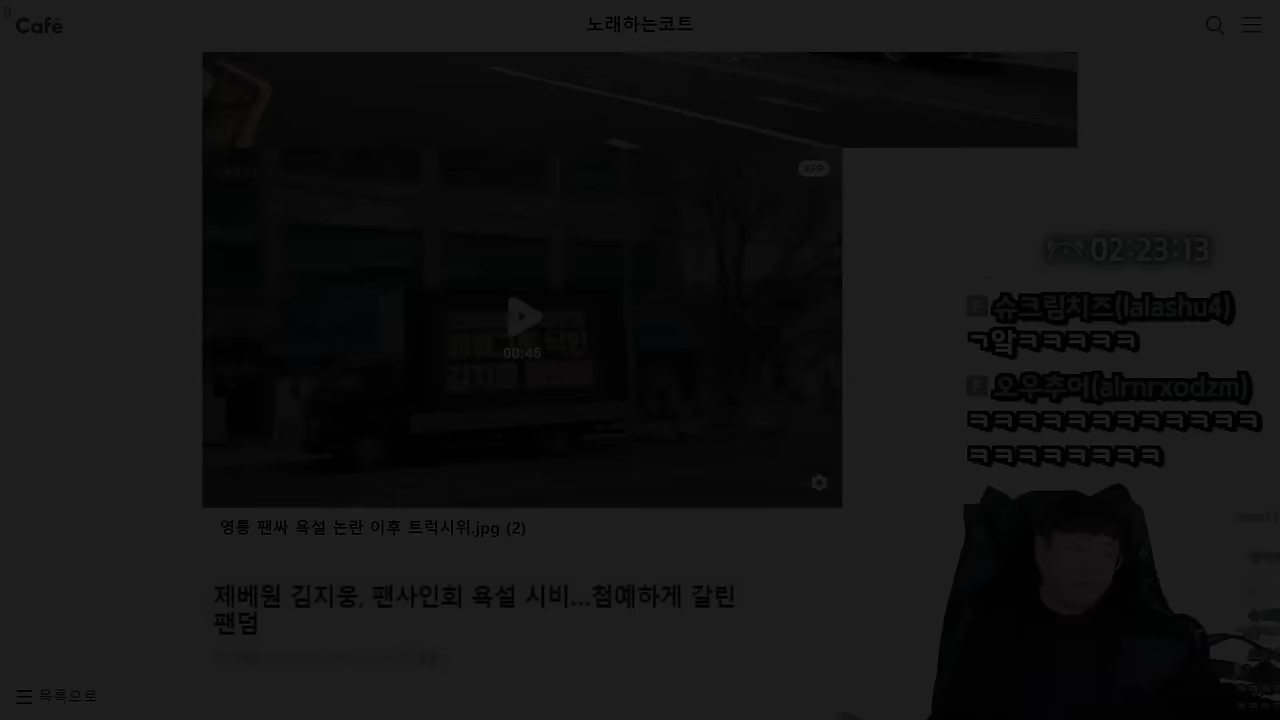 Café
노래하는코트
APP
02:23:13
00:45
F 슈크림치즈(lalashu4)
ㄱ앞ㅋㅋㅋㅋㅋ
F 오우추어(alrnrxodzm)
ㅋㅋㅋㅋㅋㅋㅋㅋㅋㅋㅋㅋ
ㅋㅋㅋㅋㅋㅋㅋㅋ
영통 팬싸 욕설 논란 이후 트럭시위.jpg (2)
제베원 김지웅, 팬사인회 욕설 시비...첨예하게 갈린
팬덤
목록으로